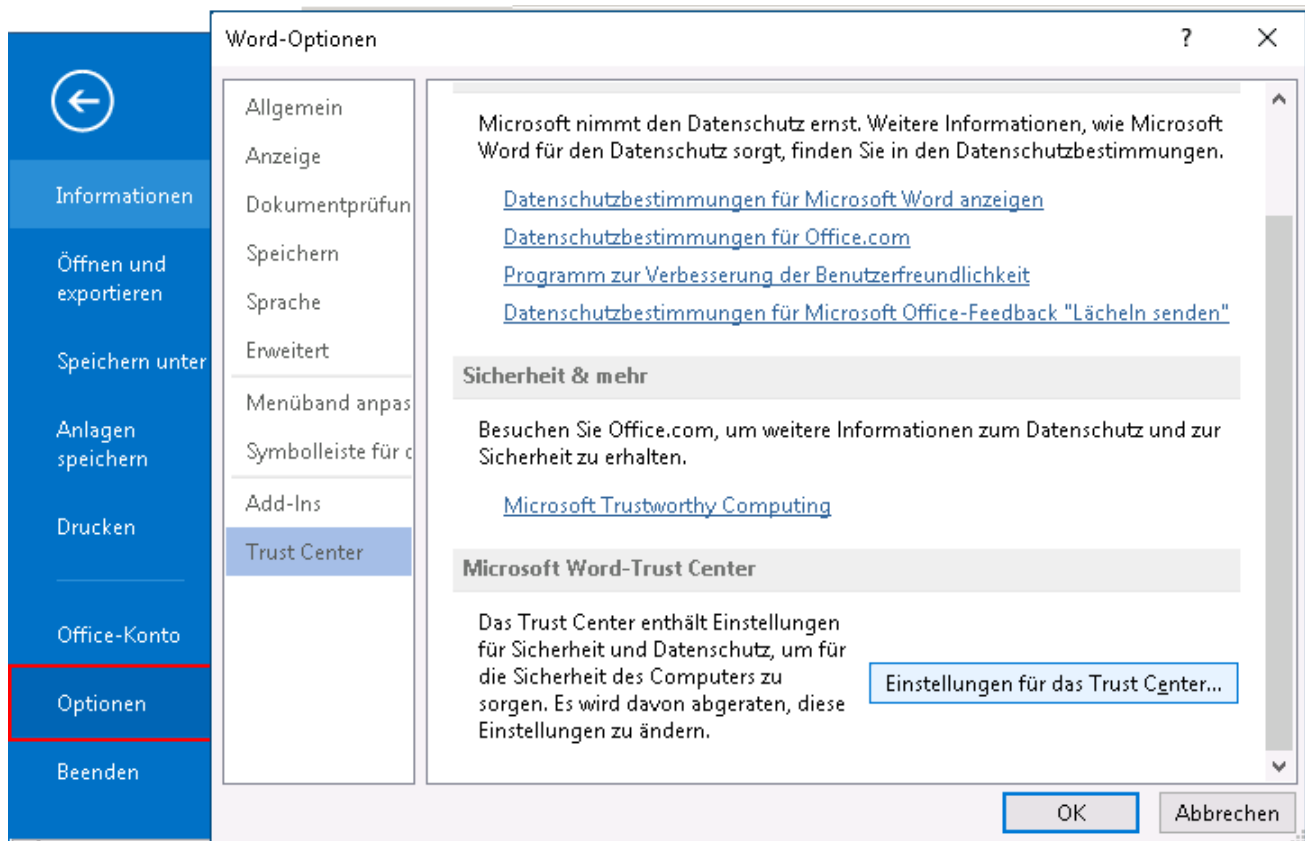 Word-Optionen
?
Informationen
Öffnen und
exportieren
Speichern unter
Anlagen
speichern
Drucken
Office-Konto
Optionen
Beenden
Allgemein
Anzeige
Dokumentprüfun
Speichern
Sprache
Erweitert
Menüband anpas
Symbolleiste für d
Add-Ins
Trust Center
Microsoft nimmt den Datenschutz ernst. Weitere Informationen, wie Microsoft
Word für den Datenschutz sorgt, finden Sie in den Datenschutzbestimmungen.
Datenschutzbestimmungen für Microsoft Word anzeigen
Datenschutzbestimmungen für Office.com
Programm zur Verbesserung der Benutzerfreundlichkeit
Datenschutzbestimmungen für Microsoft Office-Feedback "Lächeln senden"
Sicherheit & mehr
Besuchen Sie Office.com, um weitere Informationen zum Datenschutz und zur
Sicherheit zu erhalten.
Microsoft Trustworthy Computing
Microsoft Word-Trust Center
Das Trust Center enthält Einstellungen
für Sicherheit und Datenschutz, um für
die Sicherheit des Computers zu
sorgen. Es wird davon abgeraten, diese
Einstellungen zu ändern.
Einstellungen für das Trust Center...
OK
Abbrechen